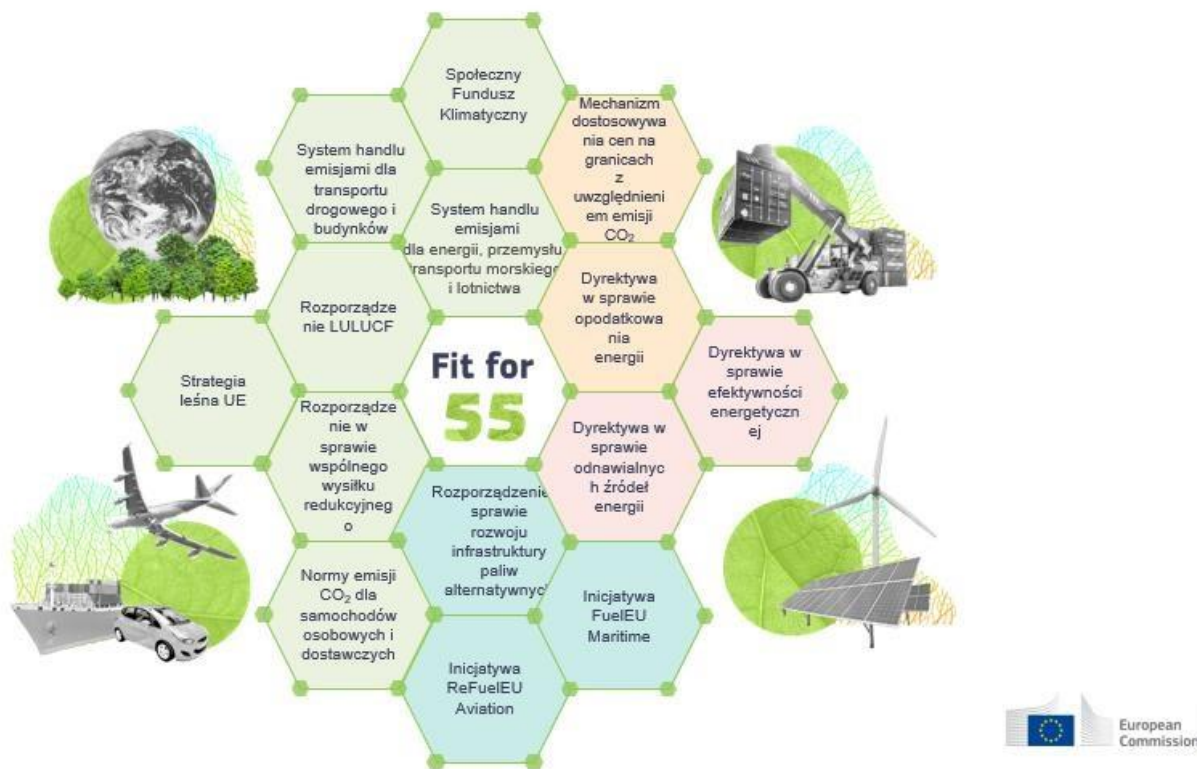 Społeczny
Fundusz
Klimatyczny
Mechanizm
dostosowywa
nia cen na
granicach
z
uwzględnieni
em emisji
CO₂
System handlu
emisjami dla
transportu
drogowego i
budynków
System handlu
emisjami
dla energii, przemysłu
transportu morskiego
i lotnictwa
Rozporządze
nie LULUCF
Dyrektywa
w sprawie
opodatkowa
nia
energii
Dyrektywa w
sprawie
efektywności
energetyczn
ej
Strategia
leśna UE
Fit for
55
Rozporządze
nie w
sprawie
wspólnego
wysiłku
redukcyjneg
o
Dyrektywa w
sprawie
odnawialnyc
h źródeł
energii
Rozporządzenie
sprawie
rozwoju
infrastruktury
paliw
alternatywnych
Normy emisji
CO₂ dla
samochodów
osobowych i
dostawczych
Inicjatywa
FuelEU
Maritime
Inicjatywa
ReFuelEU
Aviation
European
Commission